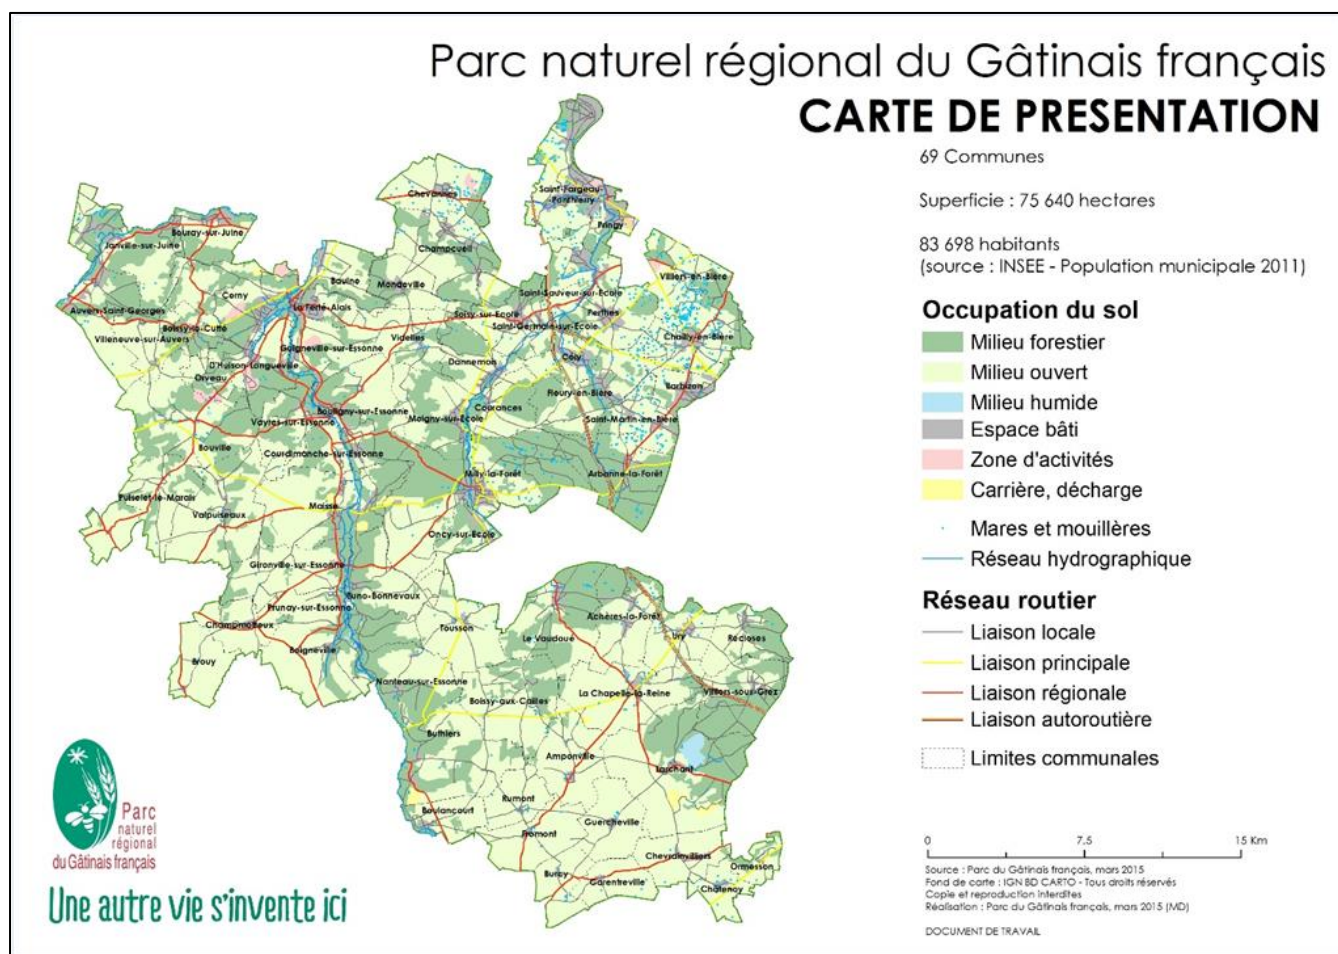 Parc naturel régional du Gâtinais français
CARTE DE PRESENTATION
69 Communes
Superficie : 75 640 hectares
83 698 habitants
(source : INSEE - Population municipale 2011)
Occupation du sol
Milieu forestier
Milieu ouvert
Milieu humide
Espace bâti
Zone d'activités
Carrière, décharge
Mares et mouillères
Réseau hydrographique
Réseau routier
Liaison locale
Liaison principale
Liaison régionale
Liaison autoroutière
Limites communales
0 7.5 15 Km
Source : Parc du Gâtinais français, mars 2015
Fond de carte : IGN BD CARTO - Tous droits réservés
Copie et reproduction interdites
Réalisation : Parc du Gâtinais français, mars 2015 (MD)
DOCUMENT DE TRAVAIL
Saint-Fargeau-
Ponthierry
Pringy
Chevannes
Champcueil
Bouray-sur-Juine
Janville-sur-Juine
Villiers-en-Bière
Baulne
Mondeville
Cerny
Saint-Sauveur-sur-Ecole
Auvers-Saint-Georges
La Ferté-Alais
Soisy-sur-Ecole
Perthes
Boissy-le-Cutté
Saint-Germain-sur-Ecole
Villeneuve-sur-Auvers
Videlles
Chailly-en-Bière
Guigneville-sur-Essonne
Cély
D'Huison-Longueville
Dannemois
Orveau
Barbizon
Fleury-en-Bière
Courances
Boutigny-sur-Essonne
Moigny-sur-Ecole
Saint-Martin-en-Bière
Vayres-sur-Essonne
Bouville
Courdimanche-sur-Essonne
Milly-la-Forêt
Arbonne-la-Forêt
Puiselet-le-Marais
Valpuiseaux
Maisse
Oncy-sur-Ecole
Gironville-sur-Essonne
Buno-Bonnevaux
Prunay-sur-Essonne
Champmotteux
Tousson
Achères-la-Forêt
Le Vaudoué
Ury
Recloses
Boigneville
Brouy
Nanteau-sur-Essonne
La Chapelle-la-Reine
Villiers-sous-Grez
Boissy-aux-Cailles
Buthiers
Amponville
Larchant
Rumont
Boulancourt
Guercheville
Fromont
Chevrainvilliers
Ormesson
Burcy
Garentreville
Châtenoy
Parc
naturel
régional
du Gâtinais français
Une autre vie s'invente ici